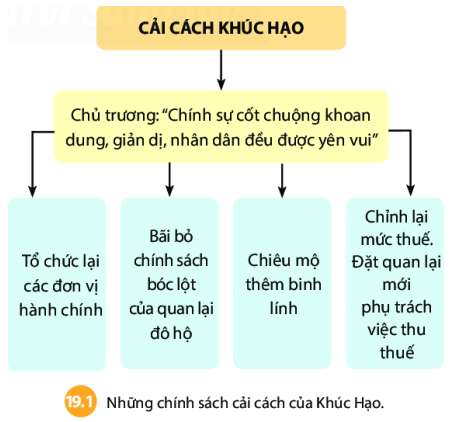 CẢI CÁCH KHÚC HẠO
Chủ trương: “Chính sự cốt chuộng khoan
dung, giản dị, nhân dân đều được yên vui”
Tổ chức lại
các đơn vị
hành chính
Bãi bỏ
chính sách
bóc lột
của quan lại
đô hộ
Chiêu mộ
thêm binh
lính
Chỉnh lại
mức thuế.
Đặt quan lại
mới
phụ trách
việc thu
thuế
19.1 Những chính sách cải cách của Khúc Hạo.